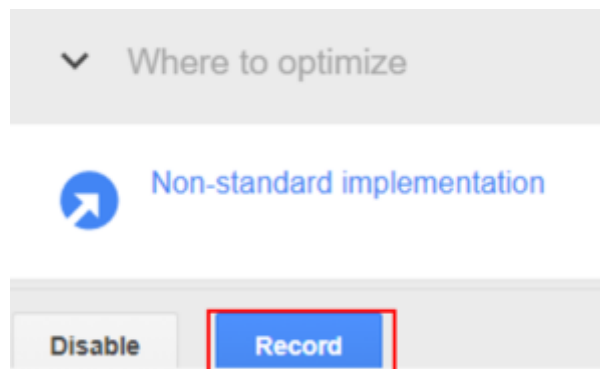 Where to optimize
Non-standard implementation
Disable Record